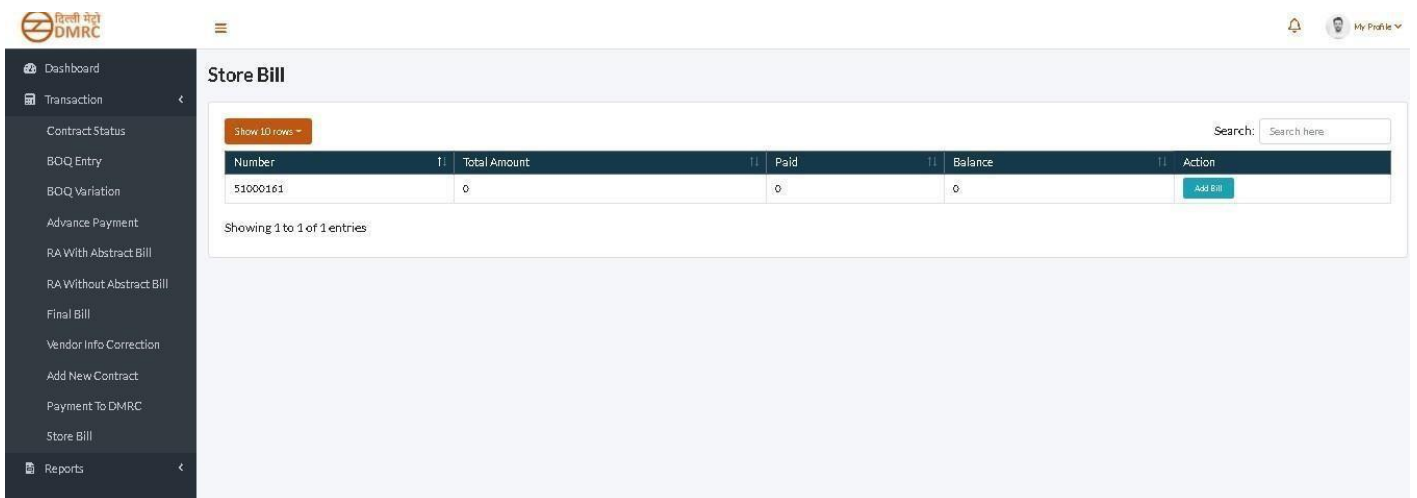 दिल्ली मेट्रो
DMRC
My Profile
Dashboard
Transaction
Contract Status
BOQ Entry
BOQ Variation
Advance Payment
RA With Abstract Bill
RA Without Abstract Bill
Final Bill
Vendor Info Correction
Add New Contract
Payment To DMRC
Store Bill
Reports
Store Bill
Show 10 rows
Search: Search here
Number Total Amount Paid Balance Action
51000161 0 0 0 Add Bill
Showing 1 to 1 of 1 entries